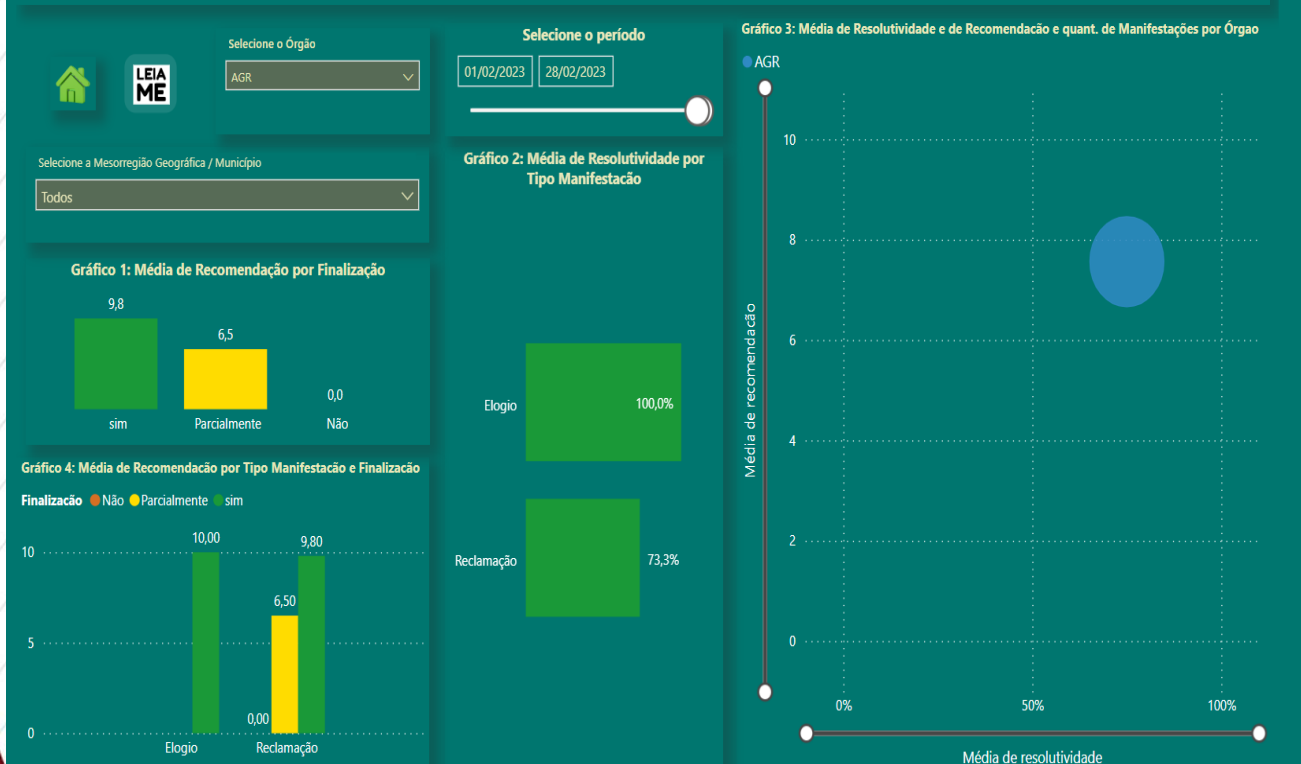 LEIA
ME
Selecione o Órgão
AGR
Selecione o período
01/02/2023
28/02/2023
Selecione a Mesorregião Geográfica / Município
Todos
Gráfico 1: Média de Recomendação por Finalização
9,8
6,5
0,0
sim
Parcialmente
Não
Gráfico 2: Média de Resolutividade por
Tipo Manifestacão
Elogio
100,0%
Reclamação
73,3%
Gráfico 3: Média de Resolutividade e de Recomendacão e quant. de Manifestações por Órgao
AGR
Média de recomendacão
10
8
6
4
2
0
0%
50%
100%
Média de resolutividade
Gráfico 4: Média de Recomendacão por Tipo Manifestacão e Finalizacão
Finalizacão Não Parcialmente sim
10
5
0
10,00
0,00
6,50
9,80
Elogio
Reclamação